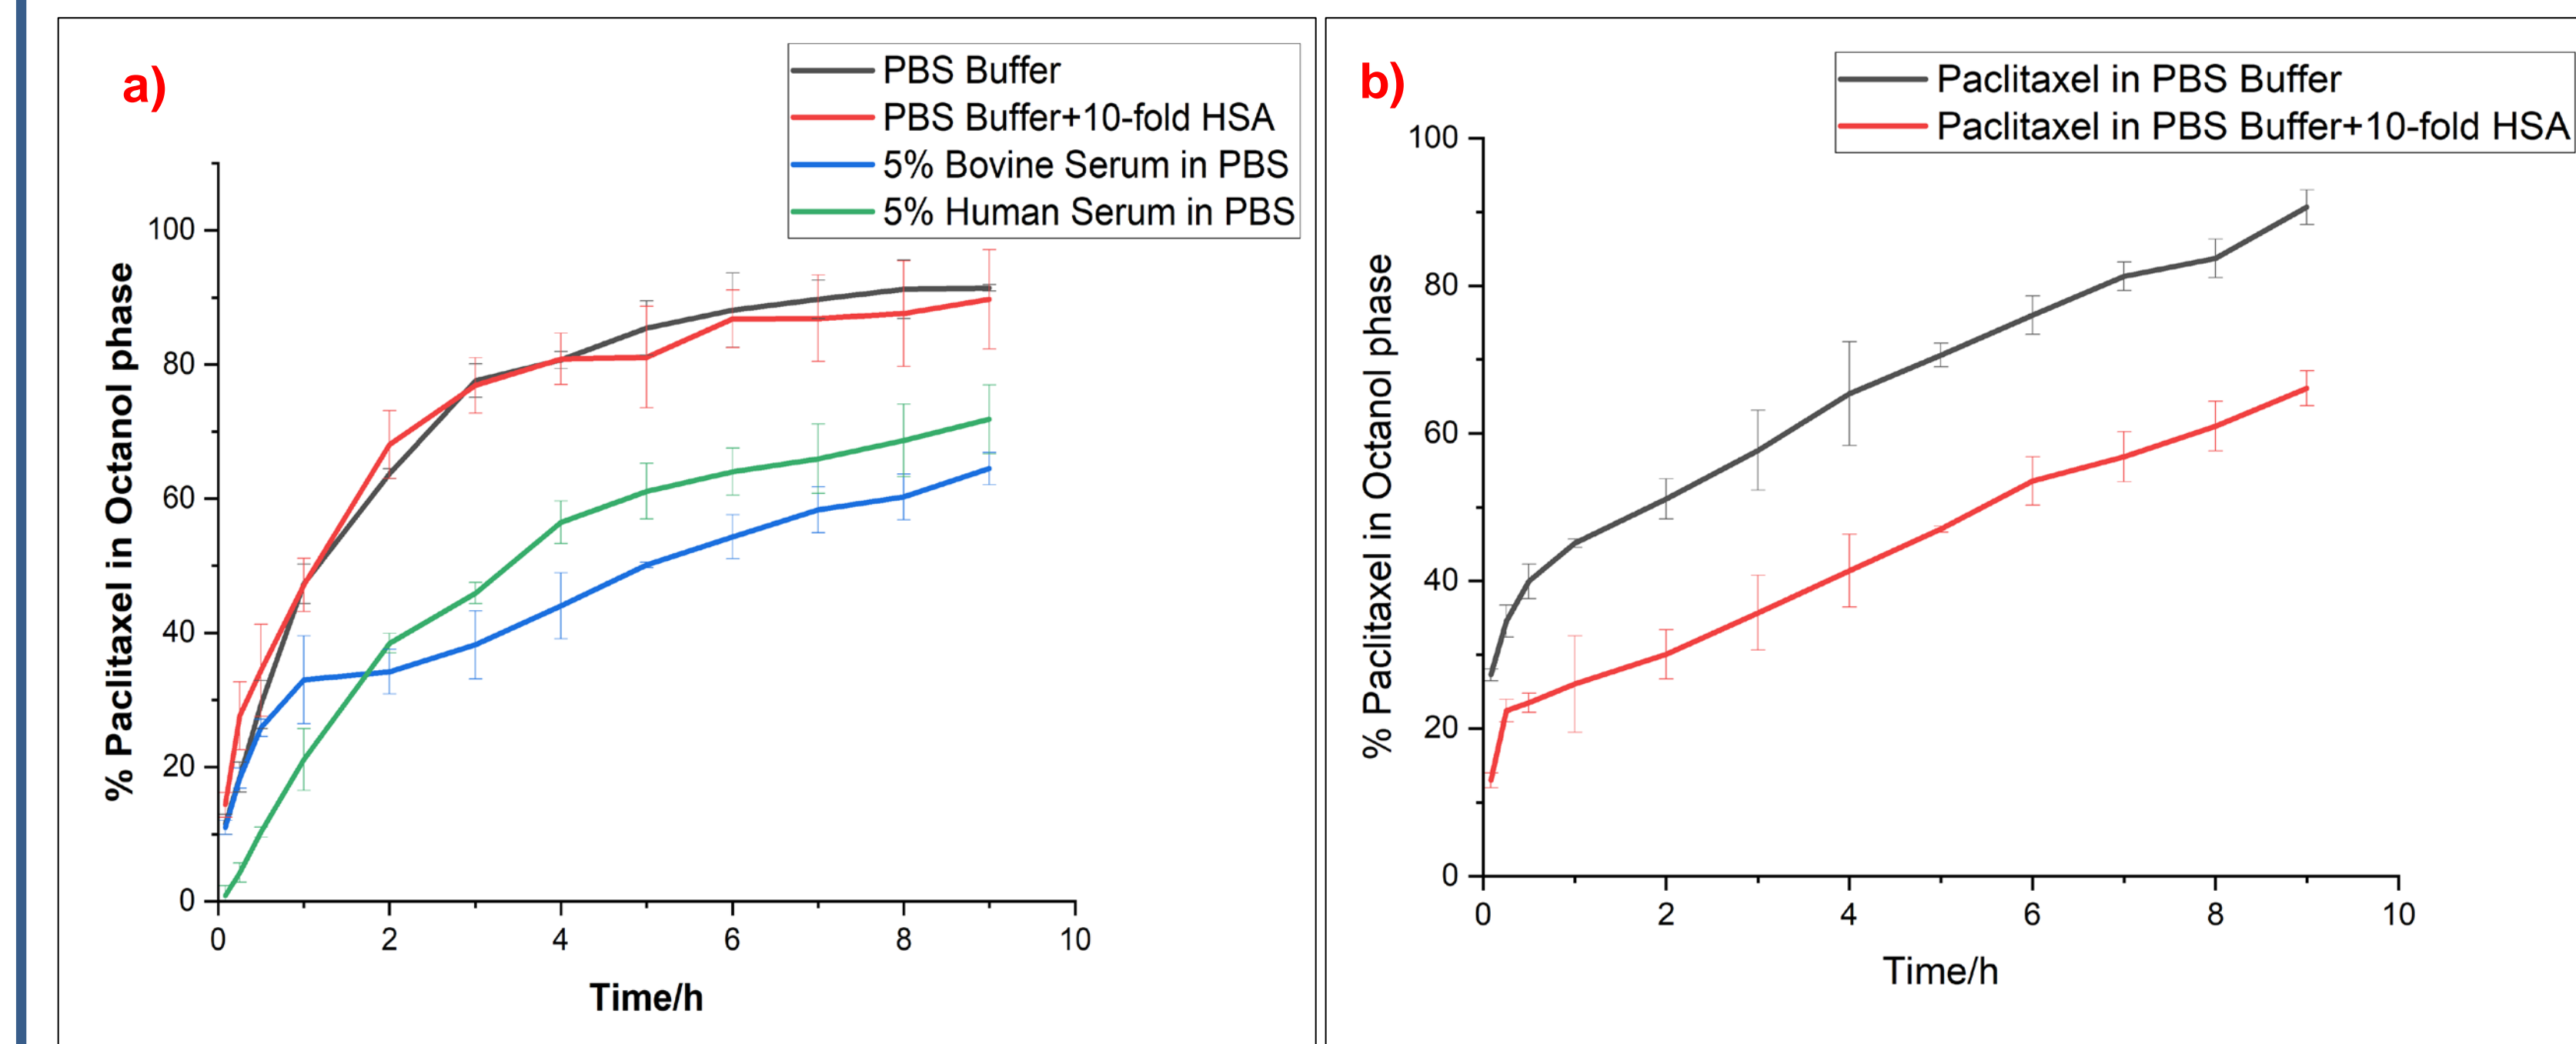 a)
PBS Buffer
PBS Buffer+10-fold HSA
5% Bovine Serum in PBS
5% Human Serum in PBS
% Paclitaxel in Octanol phase
100
80
60
40
20
0
0 2 4 6 8 10
Time/h
b)
Paclitaxel in PBS Buffer
Paclitaxel in PBS Buffer+10-fold HSA
% Paclitaxel in Octanol phase
100
80
60
40
20
0
0 2 4 6 8 10
Time/h